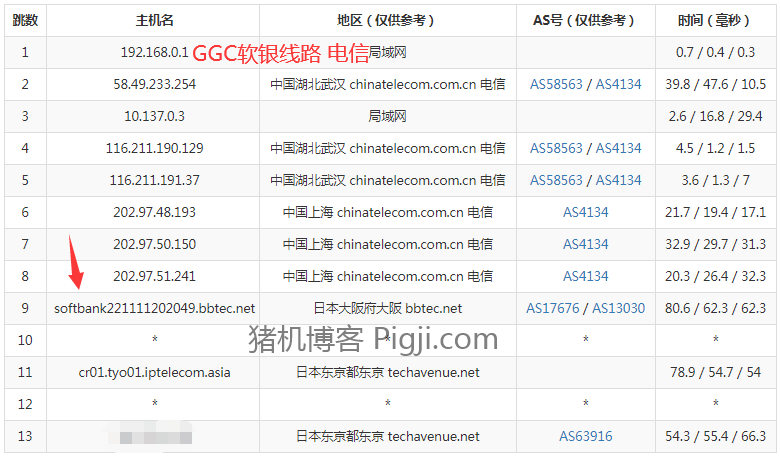 跳数 主机名 地区（仅供参考） AS号（仅供参考） 时间（毫秒）
1 192.168.0.1 局域网 0.7 / 0.4 / 0.3
GGC软银线路 电信
2 58.49.233.254 中国湖北武汉 chinatelecom.com.cn 电信 AS58563 / AS4134 39.8 / 47.6 / 10.5
3 10.137.0.3 局域网 2.6 / 16.8 / 29.4
4 116.211.190.129 中国湖北武汉 chinatelecom.com.cn 电信 AS58563 / AS4134 4.5 / 1.2 / 1.5
5 116.211.191.37 中国湖北武汉 chinatelecom.com.cn 电信 AS58563 / AS4134 3.6 / 1.3 / 7
6 202.97.48.193 中国上海 chinatelecom.com.cn 电信 AS4134 21.7 / 19.4 / 17.1
7 202.97.50.150 中国上海 chinatelecom.com.cn 电信 AS4134 32.9 / 29.7 / 31.3
8 202.97.51.241 中国上海 chinatelecom.com.cn 电信 AS4134 20.3 / 26.4 / 32.3
9 softbank221111202049.bbtec.net 日本大阪府大阪 bbtec.net AS17676 / AS13030 80.6 / 62.3 / 62.3
10 * * * *
猪机博客 Pigji.com
11 cr01.tyo01.iptelecom.asia 日本东京都东京 techavenue.net 78.9 / 54.7 / 54
12 * * * *
13 日本东京都东京 techavenue.net AS63916 54.3 / 55.4 / 66.3